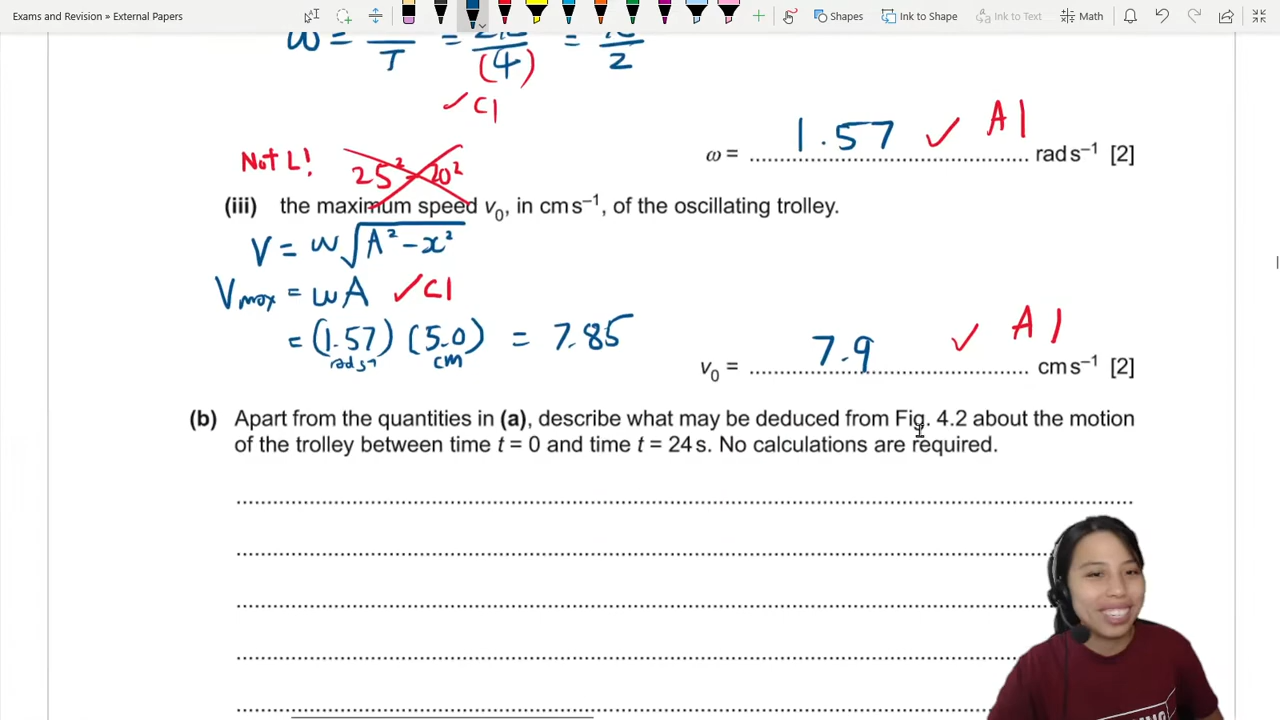 Exams and Revision » External Papers
Shapes
Ink to Shape
Ink to Text
Math
ω = — = 2π/(4) = π/2
T
✓ C1
1.57 ✓ A1
ω = ........ rad s⁻¹ [2]
Not L! 25² – 20²
(iii) the maximum speed v₀, in cm s⁻¹, of the oscillating trolley.
V = ω√A² – x²
Vmax = ωA ✓ C1
= (1.57) (5.0) = 7.85
rad s⁻¹ cm
7.9 ✓ A1
v₀ = ........ cm s⁻¹ [2]
(b) Apart from the quantities in (a), describe what may be deduced from Fig. 4.2 about the motion
of the trolley between time t = 0 and time t = 24 s. No calculations are required.